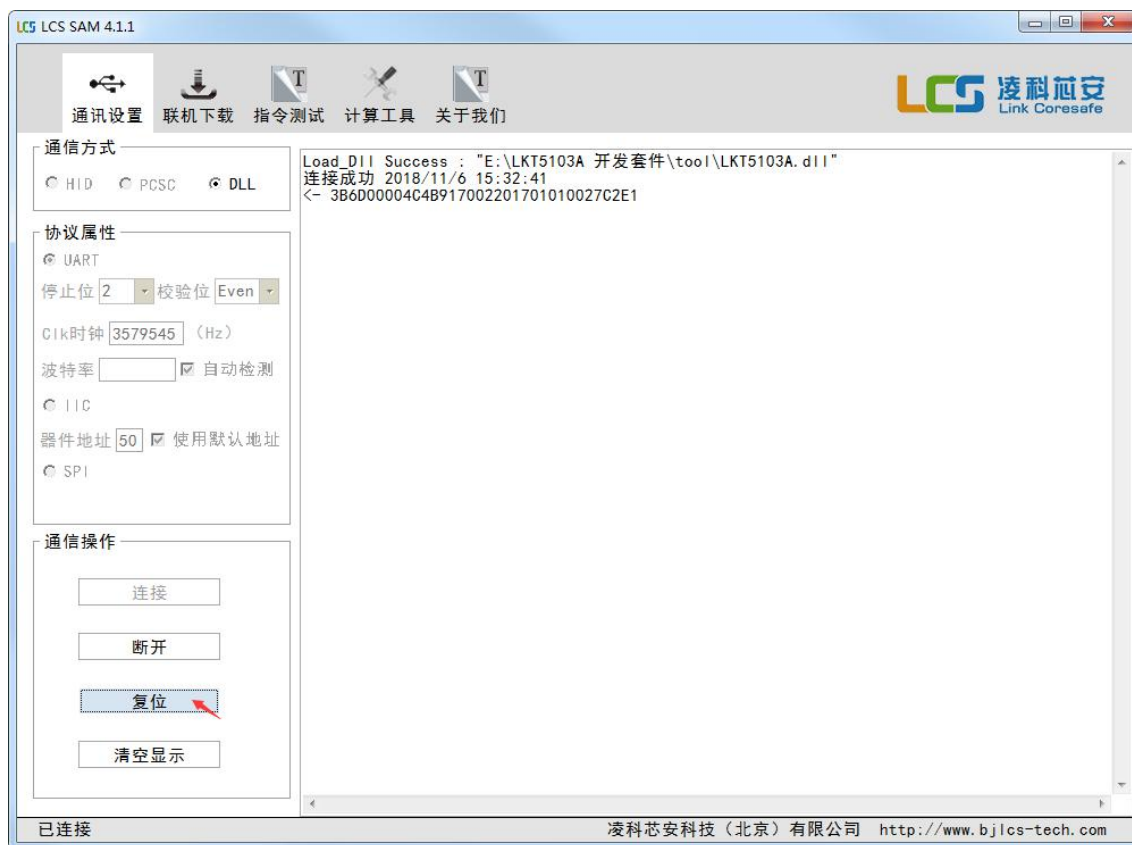 LCS LCS SAM 4.1.1
通讯设置 联机下载 指令测试 计算工具 关于我们
LCS 凌科芯安
Link Coresafe
通信方式
HID PCSC DLL
协议属性
UART
停止位 2 校验位 Even
Clk时钟 3579545 (Hz)
波特率 自动检测
IIC
器件地址 50 使用默认地址
SPI
通信操作
连接
断开
复位
清空显示
Load_Dll Success : "E:\LKT5103A 开发套件\tool\LKT5103A.dll"
连接成功 2018/11/6 15:32:41
<- 3B6D00004C4B917002201701010027C2E1
已连接
凌科芯安科技（北京）有限公司 http://www.bjlcs-tech.com